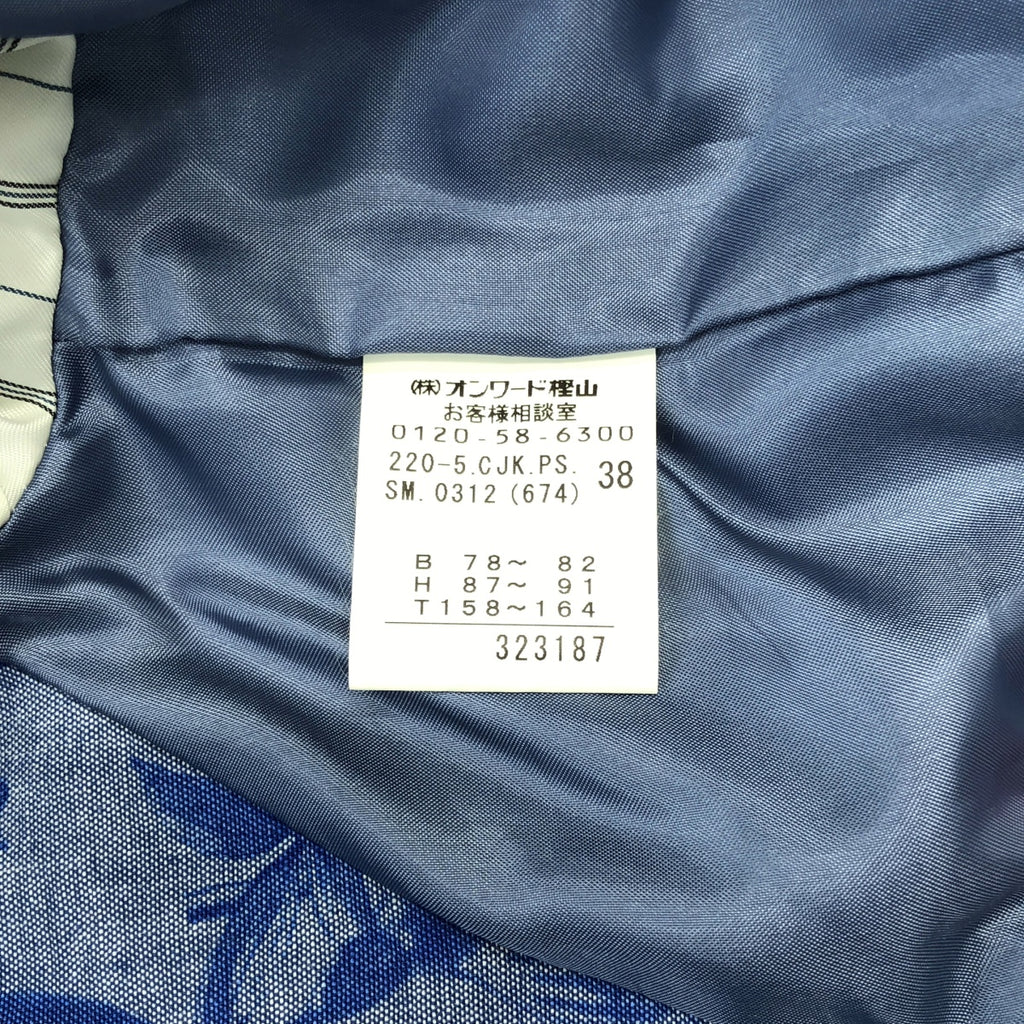 (株)オンワード樫山
お客様相談室
0120-58-6300
220-5.CJK.PS. 38
SM. 0312 (674)
B 78～ 82
H 87～ 91
T158～164
323187